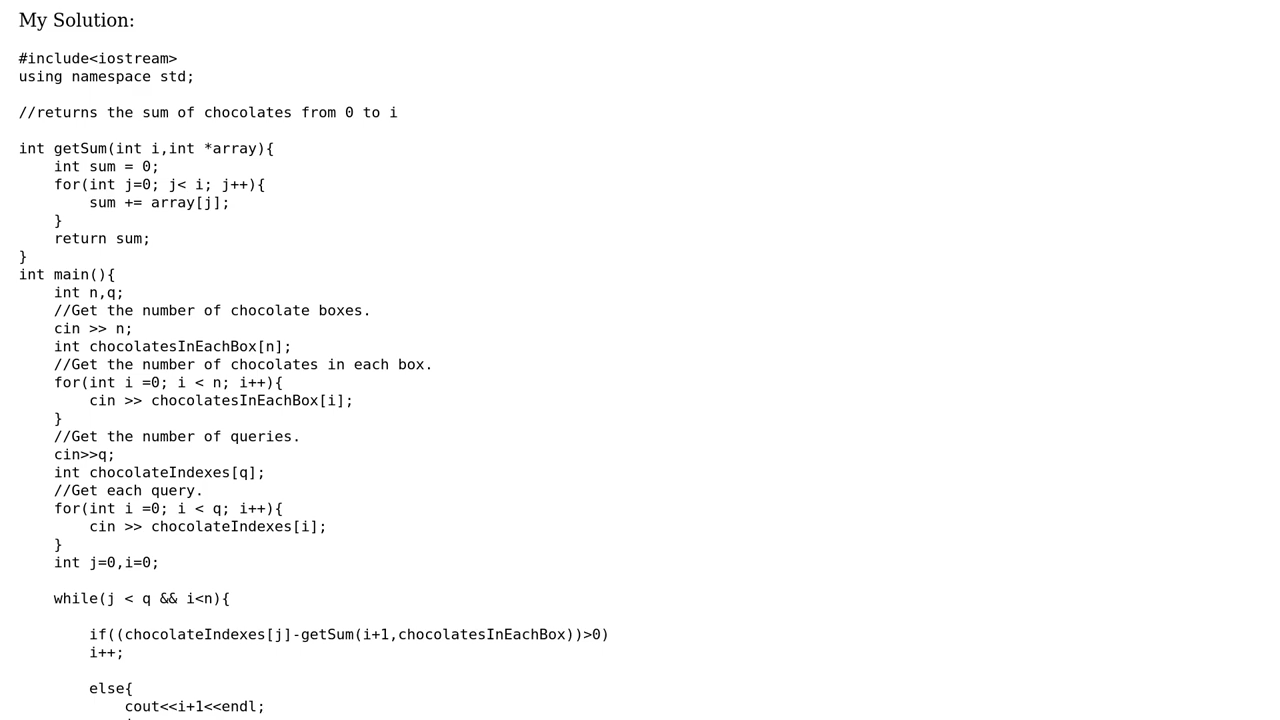 My Solution:
#include<iostream>
using namespace std;
//returns the sum of chocolates from 0 to i
int getSum(int i,int *array){
    int sum = 0;
    for(int j=0; j< i; j++){
        sum += array[j];
    }
    return sum;
}
int main(){
    int n,q;
    //Get the number of chocolate boxes.
    cin >> n;
    int chocolatesInEachBox[n];
    //Get the number of chocolates in each box.
    for(int i =0; i < n; i++){
        cin >> chocolatesInEachBox[i];
    }
    //Get the number of queries.
    cin>>q;
    int chocolateIndexes[q];
    //Get each query.
    for(int i =0; i < q; i++){
        cin >> chocolateIndexes[i];
    }
    int j=0,i=0;
    while(j < q && i<n){
        if((chocolateIndexes[j]-getSum(i+1,chocolatesInEachBox))>0)
        i++;
        else{
            cout<<i+1<<endl;